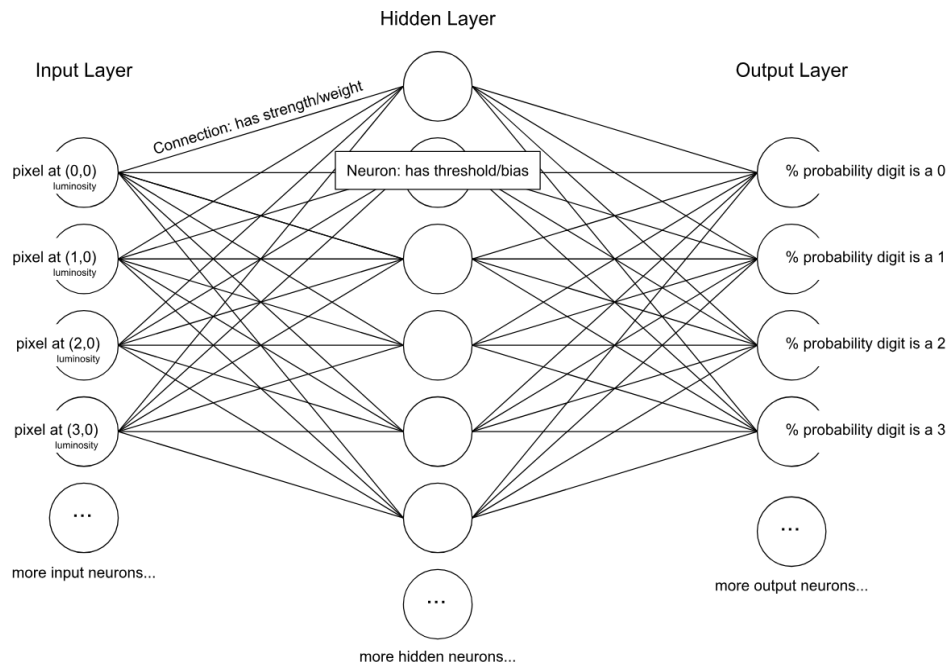 Hidden Layer
Input Layer
Output Layer
Connection: has strength/weight
Neuron: has threshold/bias
pixel at (0,0)
luminosity
pixel at (1,0)
luminosity
pixel at (2,0)
luminosity
pixel at (3,0)
luminosity
...
more input neurons...
...
more hidden neurons...
% probability digit is a 0
% probability digit is a 1
% probability digit is a 2
% probability digit is a 3
...
more output neurons...